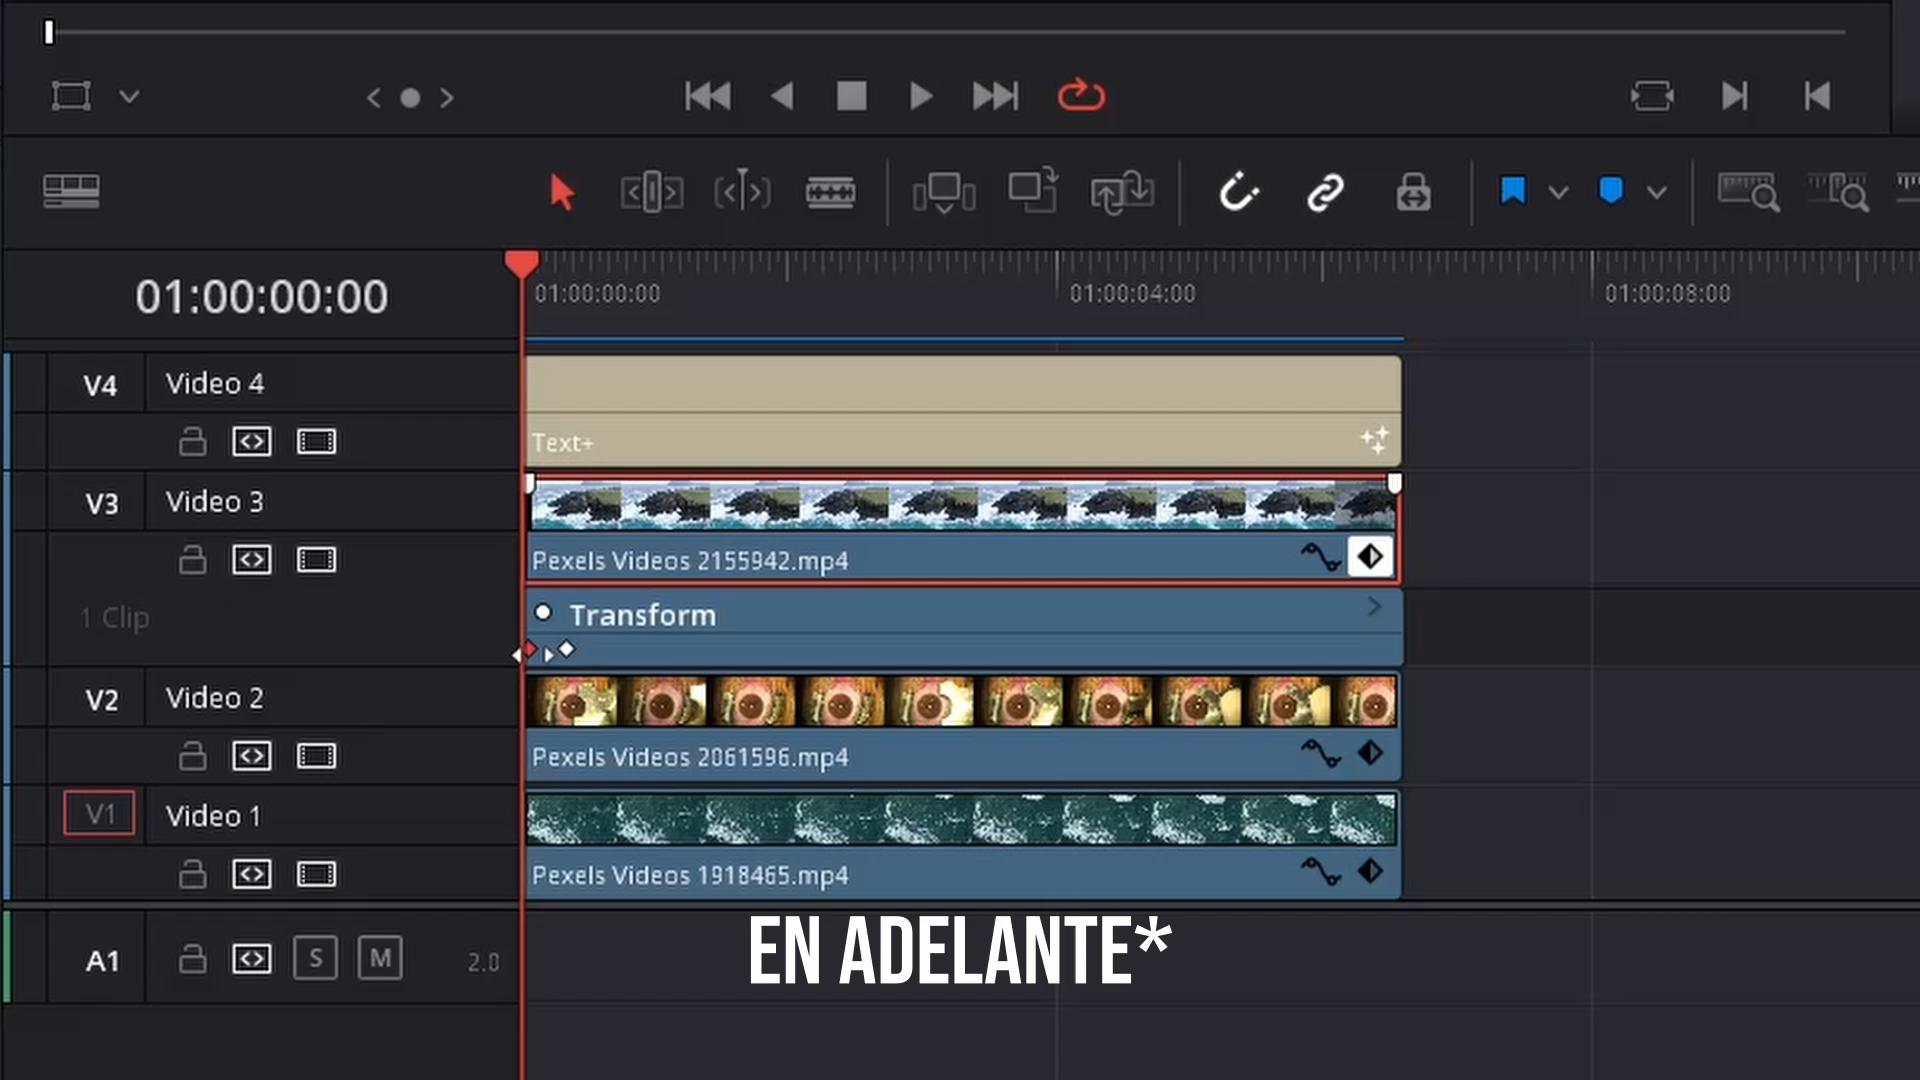 01:00:00:00
01:00:00:00
01:00:04:00
01:00:08:00
V4 Video 4
Text+
V3 Video 3
Pexels Videos 2155942.mp4
1 Clip
Transform
V2 Video 2
Pexels Videos 2061596.mp4
V1 Video 1
Pexels Videos 1918465.mp4
A1 S M 2.0
EN ADELANTE*